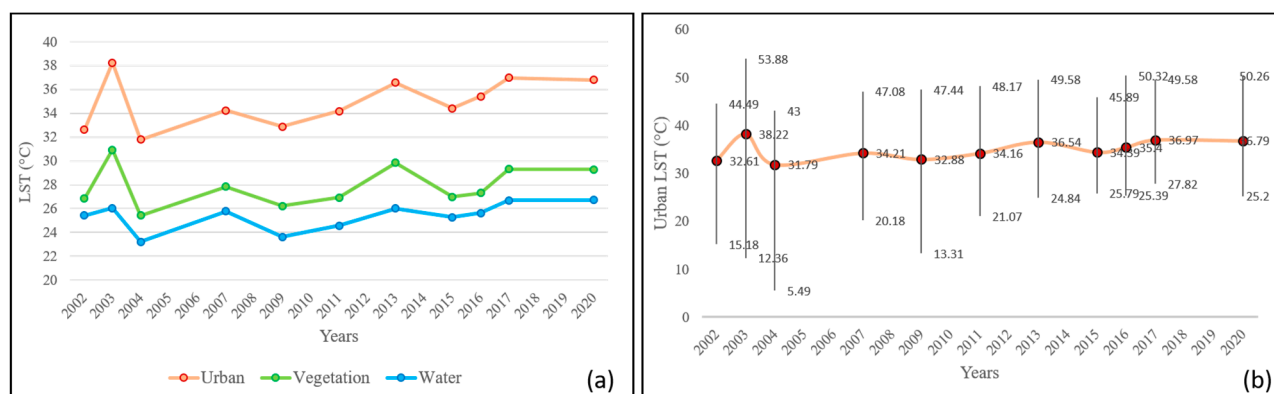 40
38
36
34
32
30
28
26
24
22
20
LST (°C)
2002 2003 2004 2005 2006 2007 2008 2009 2010 2011 2012 2013 2014 2015 2016 2017 2018 2019 2020
Years
Urban Vegetation Water
(a)
60
50
40
30
20
10
0
Urban LST (°C)
53.88
50.32 49.58 50.26
44.49 43 47.08 47.44 48.17 49.58 45.89
32.61 38.22 31.79 34.21 32.88 34.16 36.54 34.39 35.4 36.97 36.79
15.18 12.36 5.49 20.18 13.31 21.07 24.84 25.79 25.39 27.82 25.2
2002 2003 2004 2005 2006 2007 2008 2009 2010 2011 2012 2013 2014 2015 2016 2017 2018 2019 2020
Years
(b)